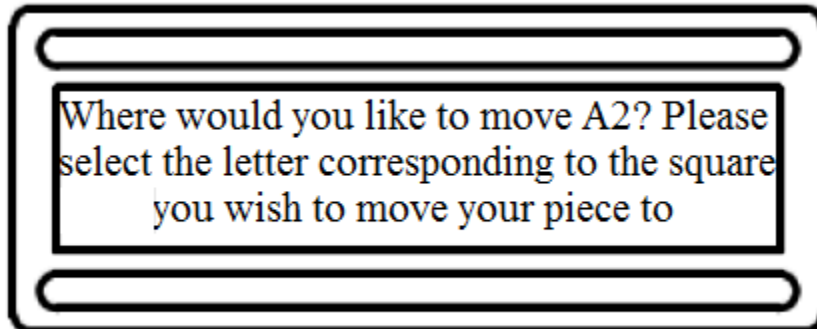 Where would you like to move A2? Please
select the letter corresponding to the square
you wish to move your piece to